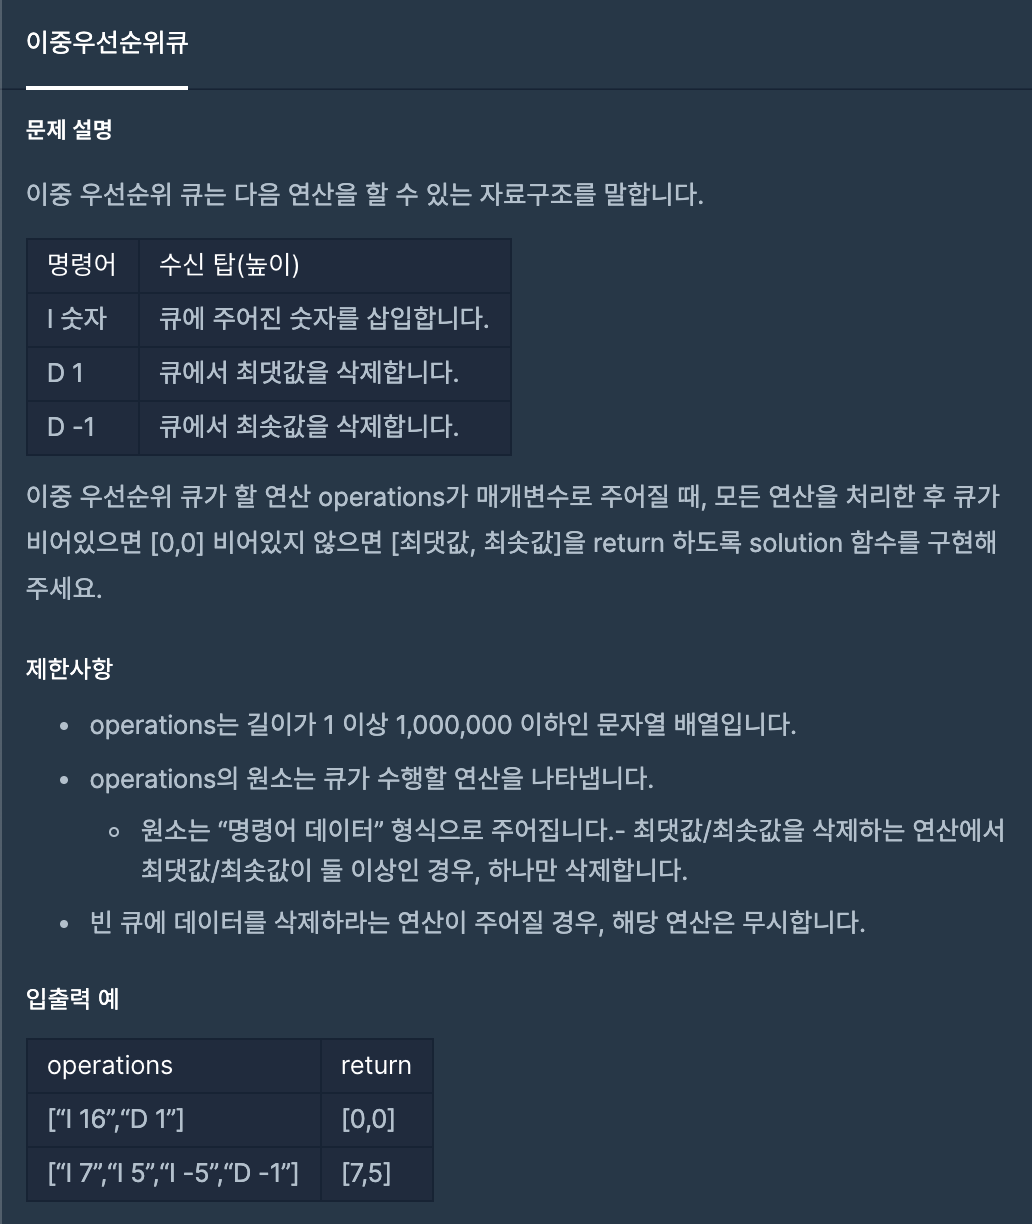 이중우선순위큐
문제 설명
이중 우선순위 큐는 다음 연산을 할 수 있는 자료구조를 말합니다.
명령어 수신 탑(높이)
I 숫자 큐에 주어진 숫자를 삽입합니다.
D 1 큐에서 최댓값을 삭제합니다.
D -1 큐에서 최솟값을 삭제합니다.
이중 우선순위 큐가 할 연산 operations가 매개변수로 주어질 때, 모든 연산을 처리한 후 큐가
비어있으면 [0,0] 비어있지 않으면 [최댓값, 최솟값]을 return 하도록 solution 함수를 구현해
주세요.
제한사항
• operations는 길이가 1 이상 1,000,000 이하인 문자열 배열입니다.
• operations의 원소는 큐가 수행할 연산을 나타냅니다.
◦ 원소는 “명령어 데이터” 형식으로 주어집니다.- 최댓값/최솟값을 삭제하는 연산에서
최댓값/최솟값이 둘 이상인 경우, 하나만 삭제합니다.
• 빈 큐에 데이터를 삭제하라는 연산이 주어질 경우, 해당 연산은 무시합니다.
입출력 예
operations return
[“I 16”,“D 1”] [0,0]
[“I 7”,“I 5”,“I -5”,“D -1”] [7,5]